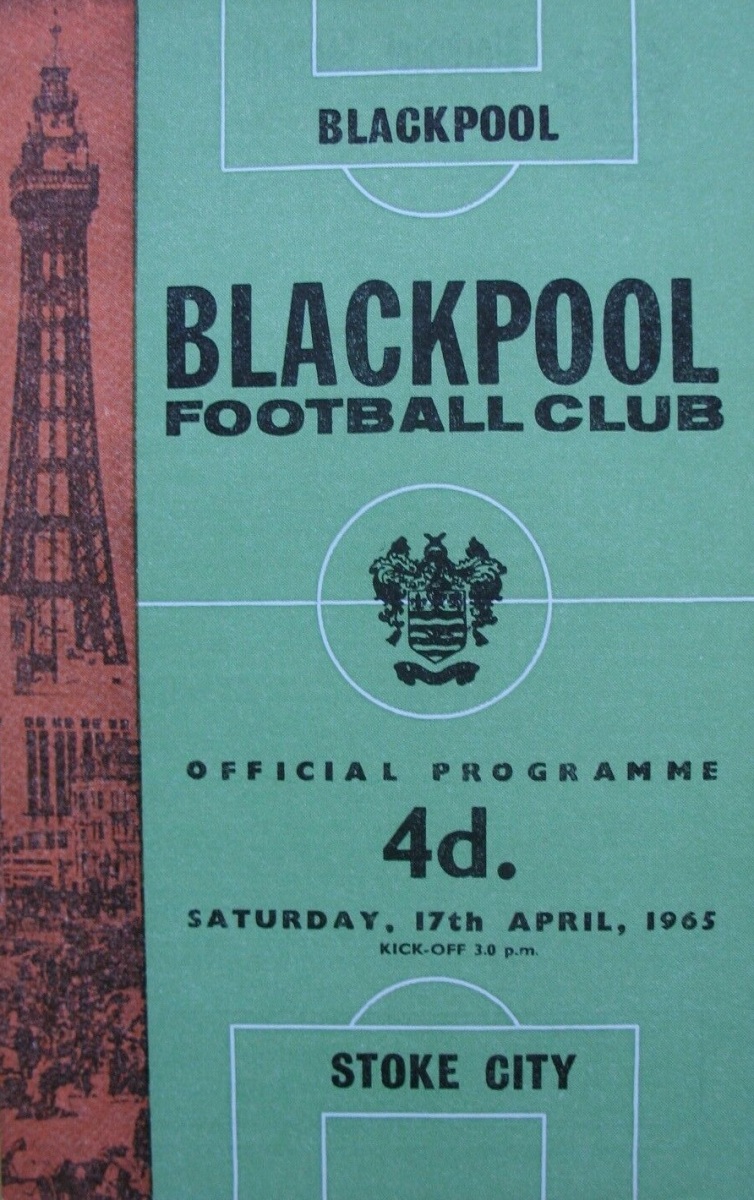 BLACKPOOL
BLACKPOOL
FOOTBALL CLUB
OFFICIAL PROGRAMME
4d.
SATURDAY, 17th APRIL, 1965
KICK-OFF 3.0 p.m.
STOKE CITY